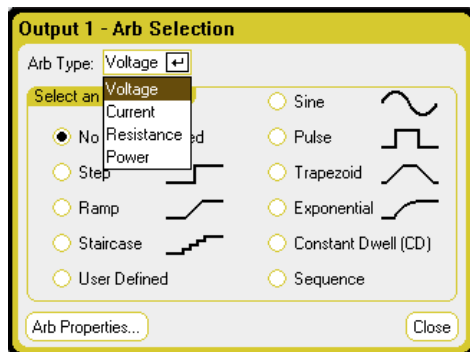 Output 1 - Arb Selection
Arb Type: Voltage
Voltage
Current
Resistance
Power
Select an
No
Step
Ramp
Staircase
User Defined
Sine
Pulse
Trapezoid
Exponential
Constant Dwell (CD)
Sequence
Arb Properties...
Close